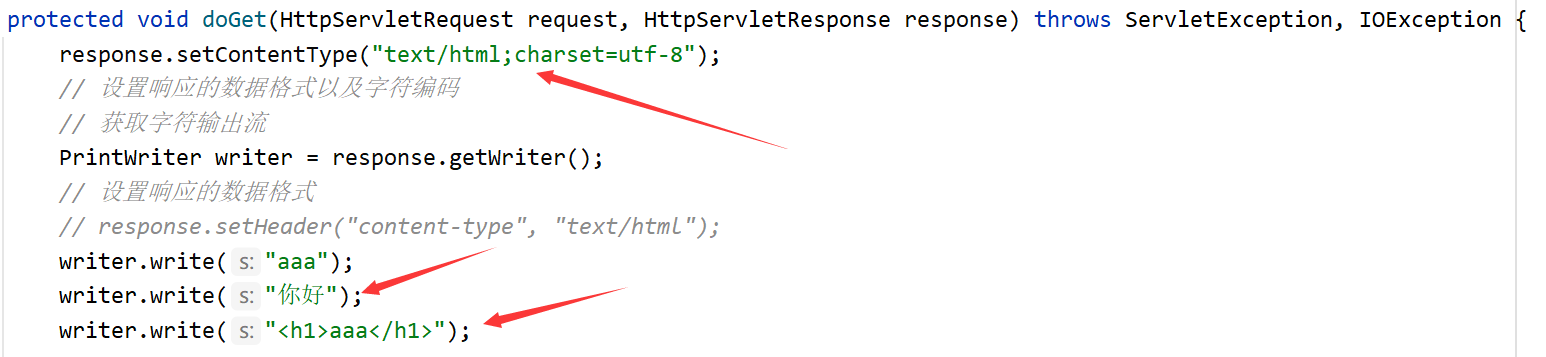 protected void doGet(HttpServletRequest request, HttpServletResponse response) throws ServletException, IOException {
response.setContentType("text/html;charset=utf-8");
// 设置响应的数据格式以及字符编码
// 获取字符输出流
PrintWriter writer = response.getWriter();
// 设置响应的数据格式
// response.setHeader("content-type", "text/html");
writer.write( s: "aaa");
writer.write( s: "你好");
writer.write( s: "<h1>aaa</h1>");